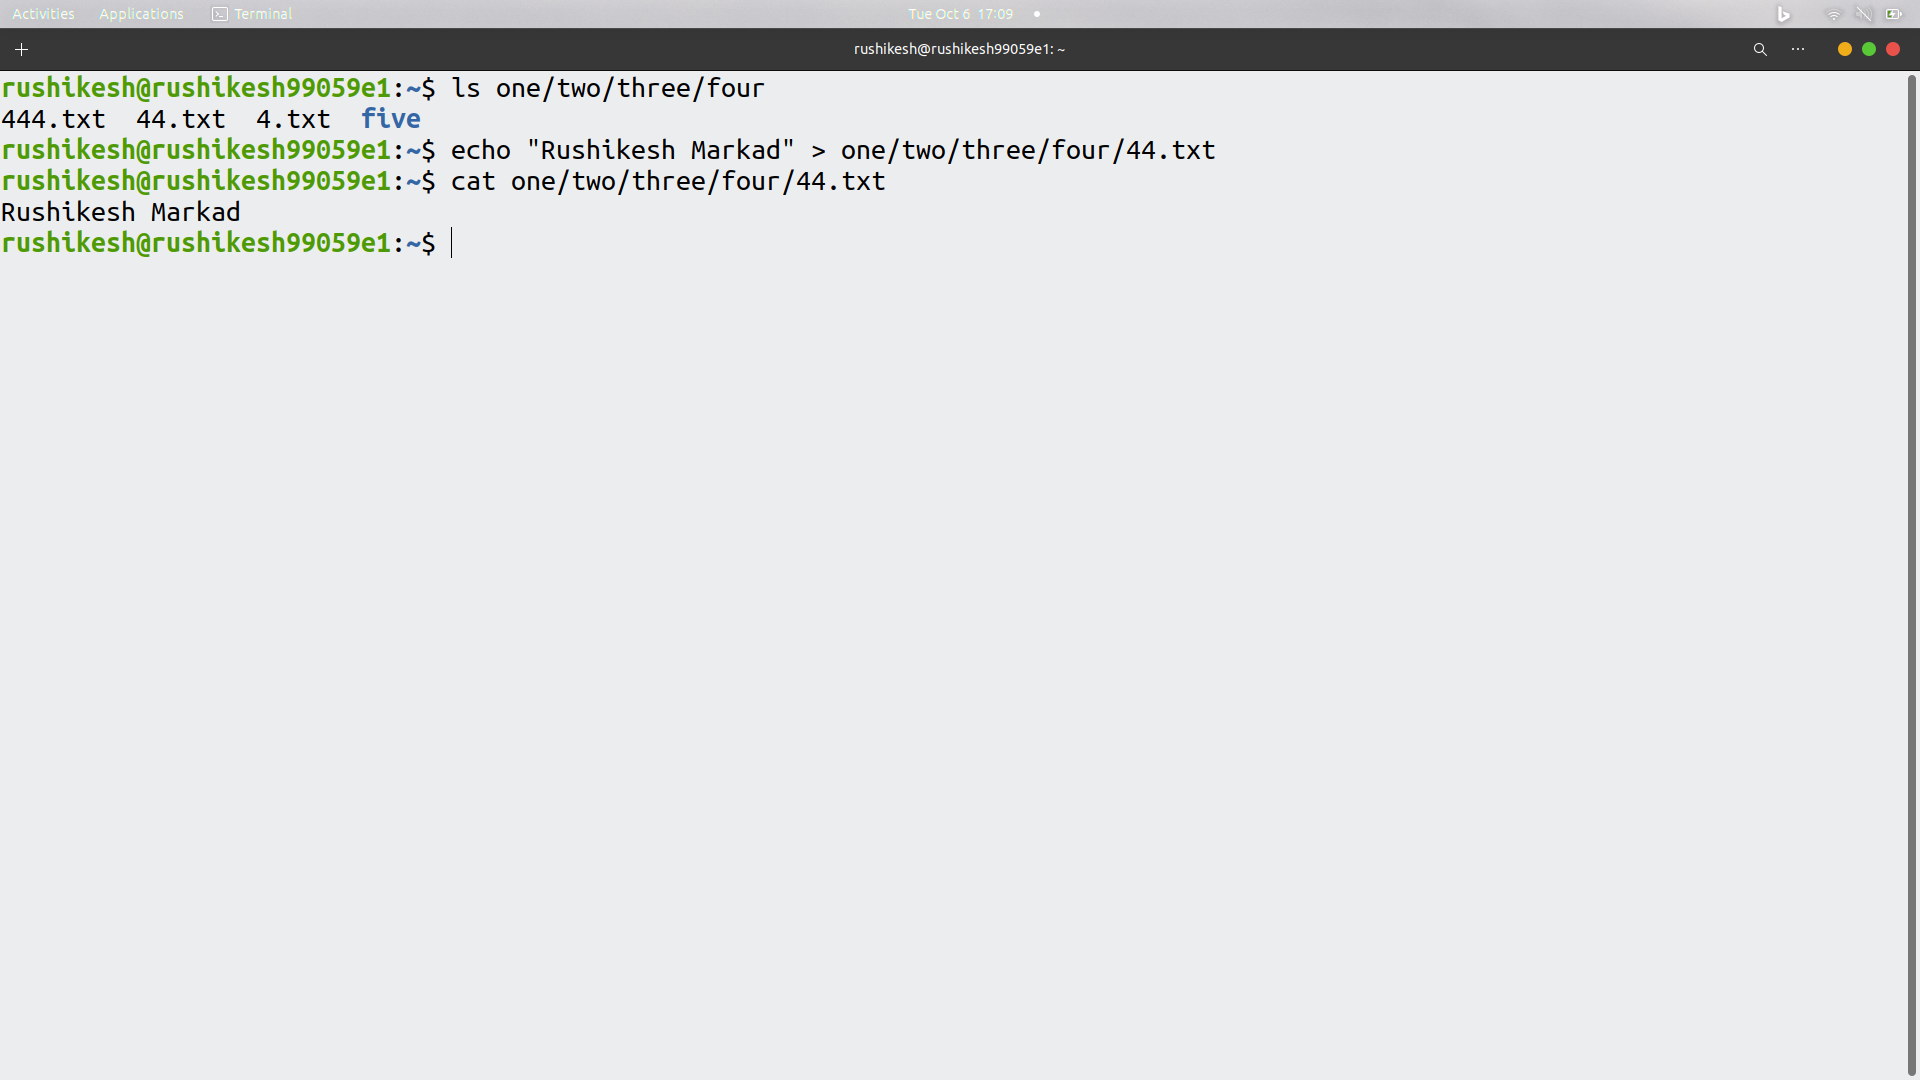 Activities Applications Terminal Tue Oct 6 17:09
rushikesh@rushikesh99059e1: ~
rushikesh@rushikesh99059e1:~$ ls one/two/three/four
444.txt 44.txt 4.txt five
rushikesh@rushikesh99059e1:~$ echo "Rushikesh Markad" > one/two/three/four/44.txt
rushikesh@rushikesh99059e1:~$ cat one/two/three/four/44.txt
Rushikesh Markad
rushikesh@rushikesh99059e1:~$